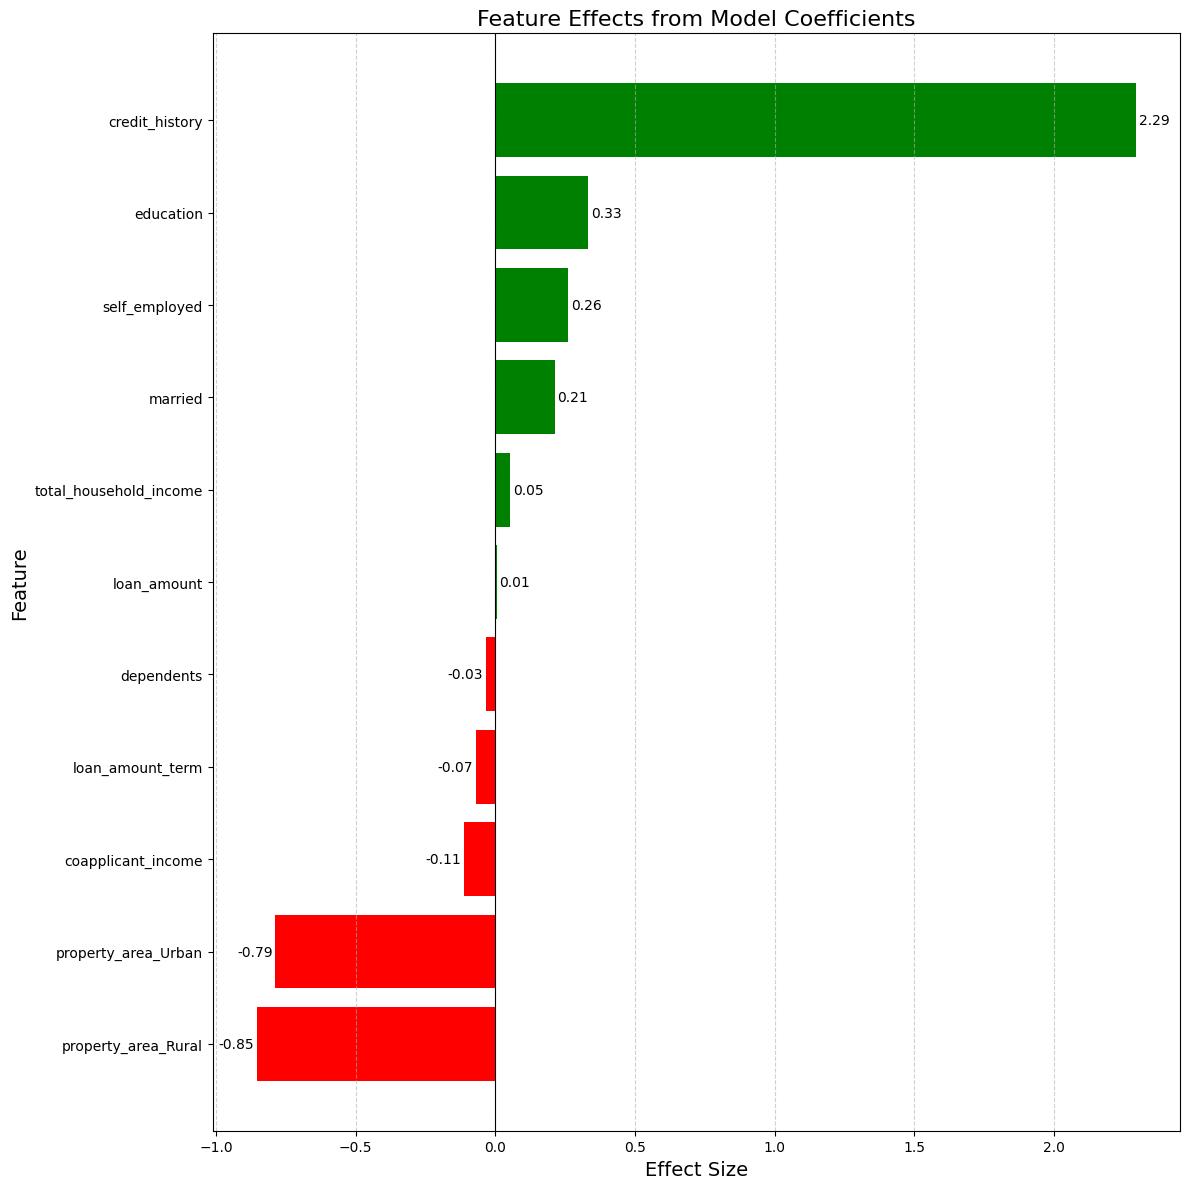 Feature Effects from Model Coefficients
credit_history
2.29
education
0.33
self_employed
0.26
married
0.21
total_household_income
0.05
loan_amount
0.01
dependents
-0.03
loan_amount_term
-0.07
coapplicant_income
-0.11
property_area_Urban
-0.79
property_area_Rural
-0.85
Feature
−1.0 −0.5 0.0 0.5 1.0 1.5 2.0
Effect Size